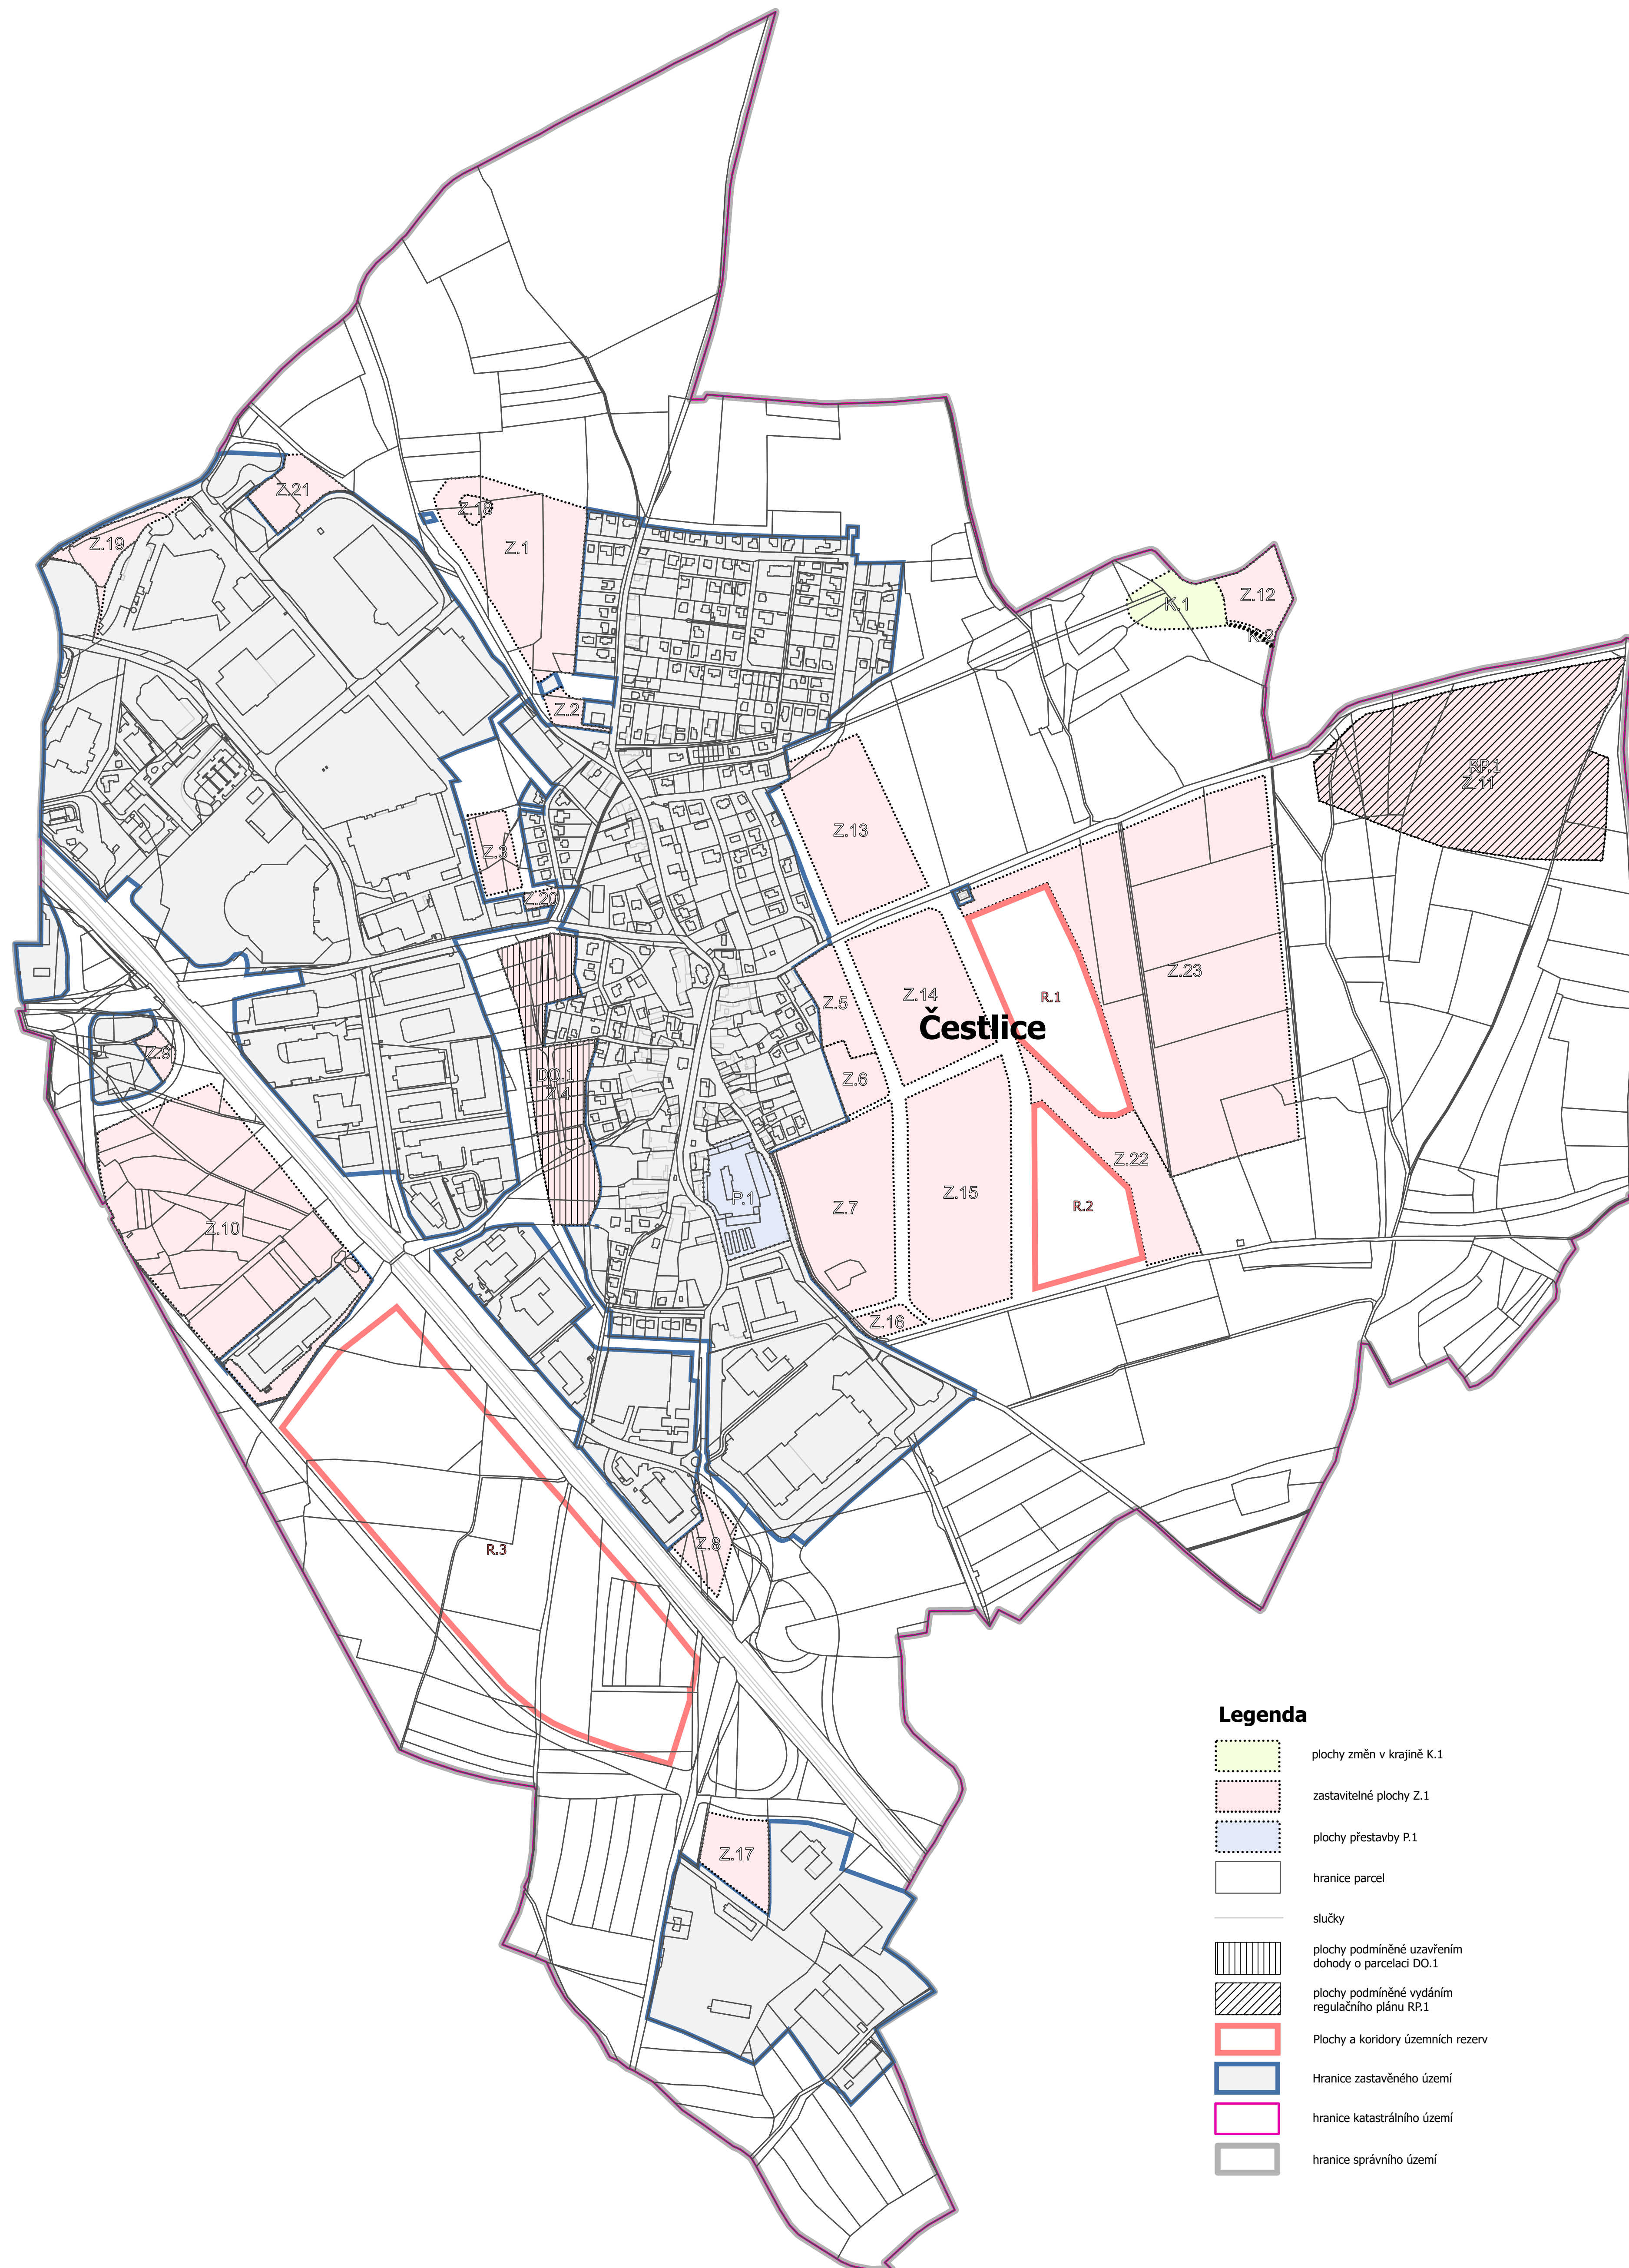 Z.21
Z.18
Z.19
Z.1
Z.12
K.1
K.2
Z.2
RP.1
Z.11
Z.13
Z.3
Z.20
Z.23
Z.14
R.1
Z.5
Čestlice
Z.9
DO.1
Z.4
Z.6
Z.22
Z.15
P.1
Z.7
R.2
Z.10
Z.16
Z.8
R.3
Z.17
Legenda
plochy změn v krajině K.1
zastavitelné plochy Z.1
plochy přestavby P.1
hranice parcel
slučky
plochy podmíněné uzavřením
dohody o parcelaci DO.1
plochy podmíněné vydáním
regulačního plánu RP.1
Plochy a koridory územních rezerv
Hranice zastavěného území
hranice katastrálního území
hranice správního území